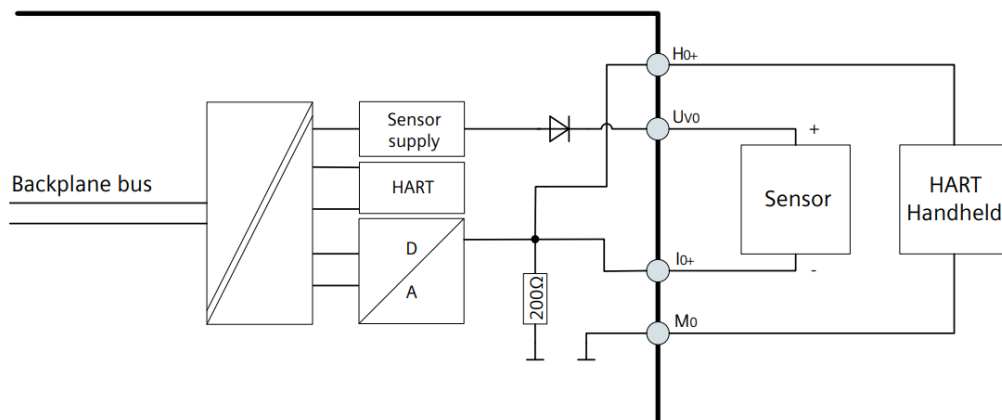 H0+
Sensor
supply
UV0
+
Backplane bus
HART
Sensor
HART
Handheld
D
A
200Ω
I0+
-
M0